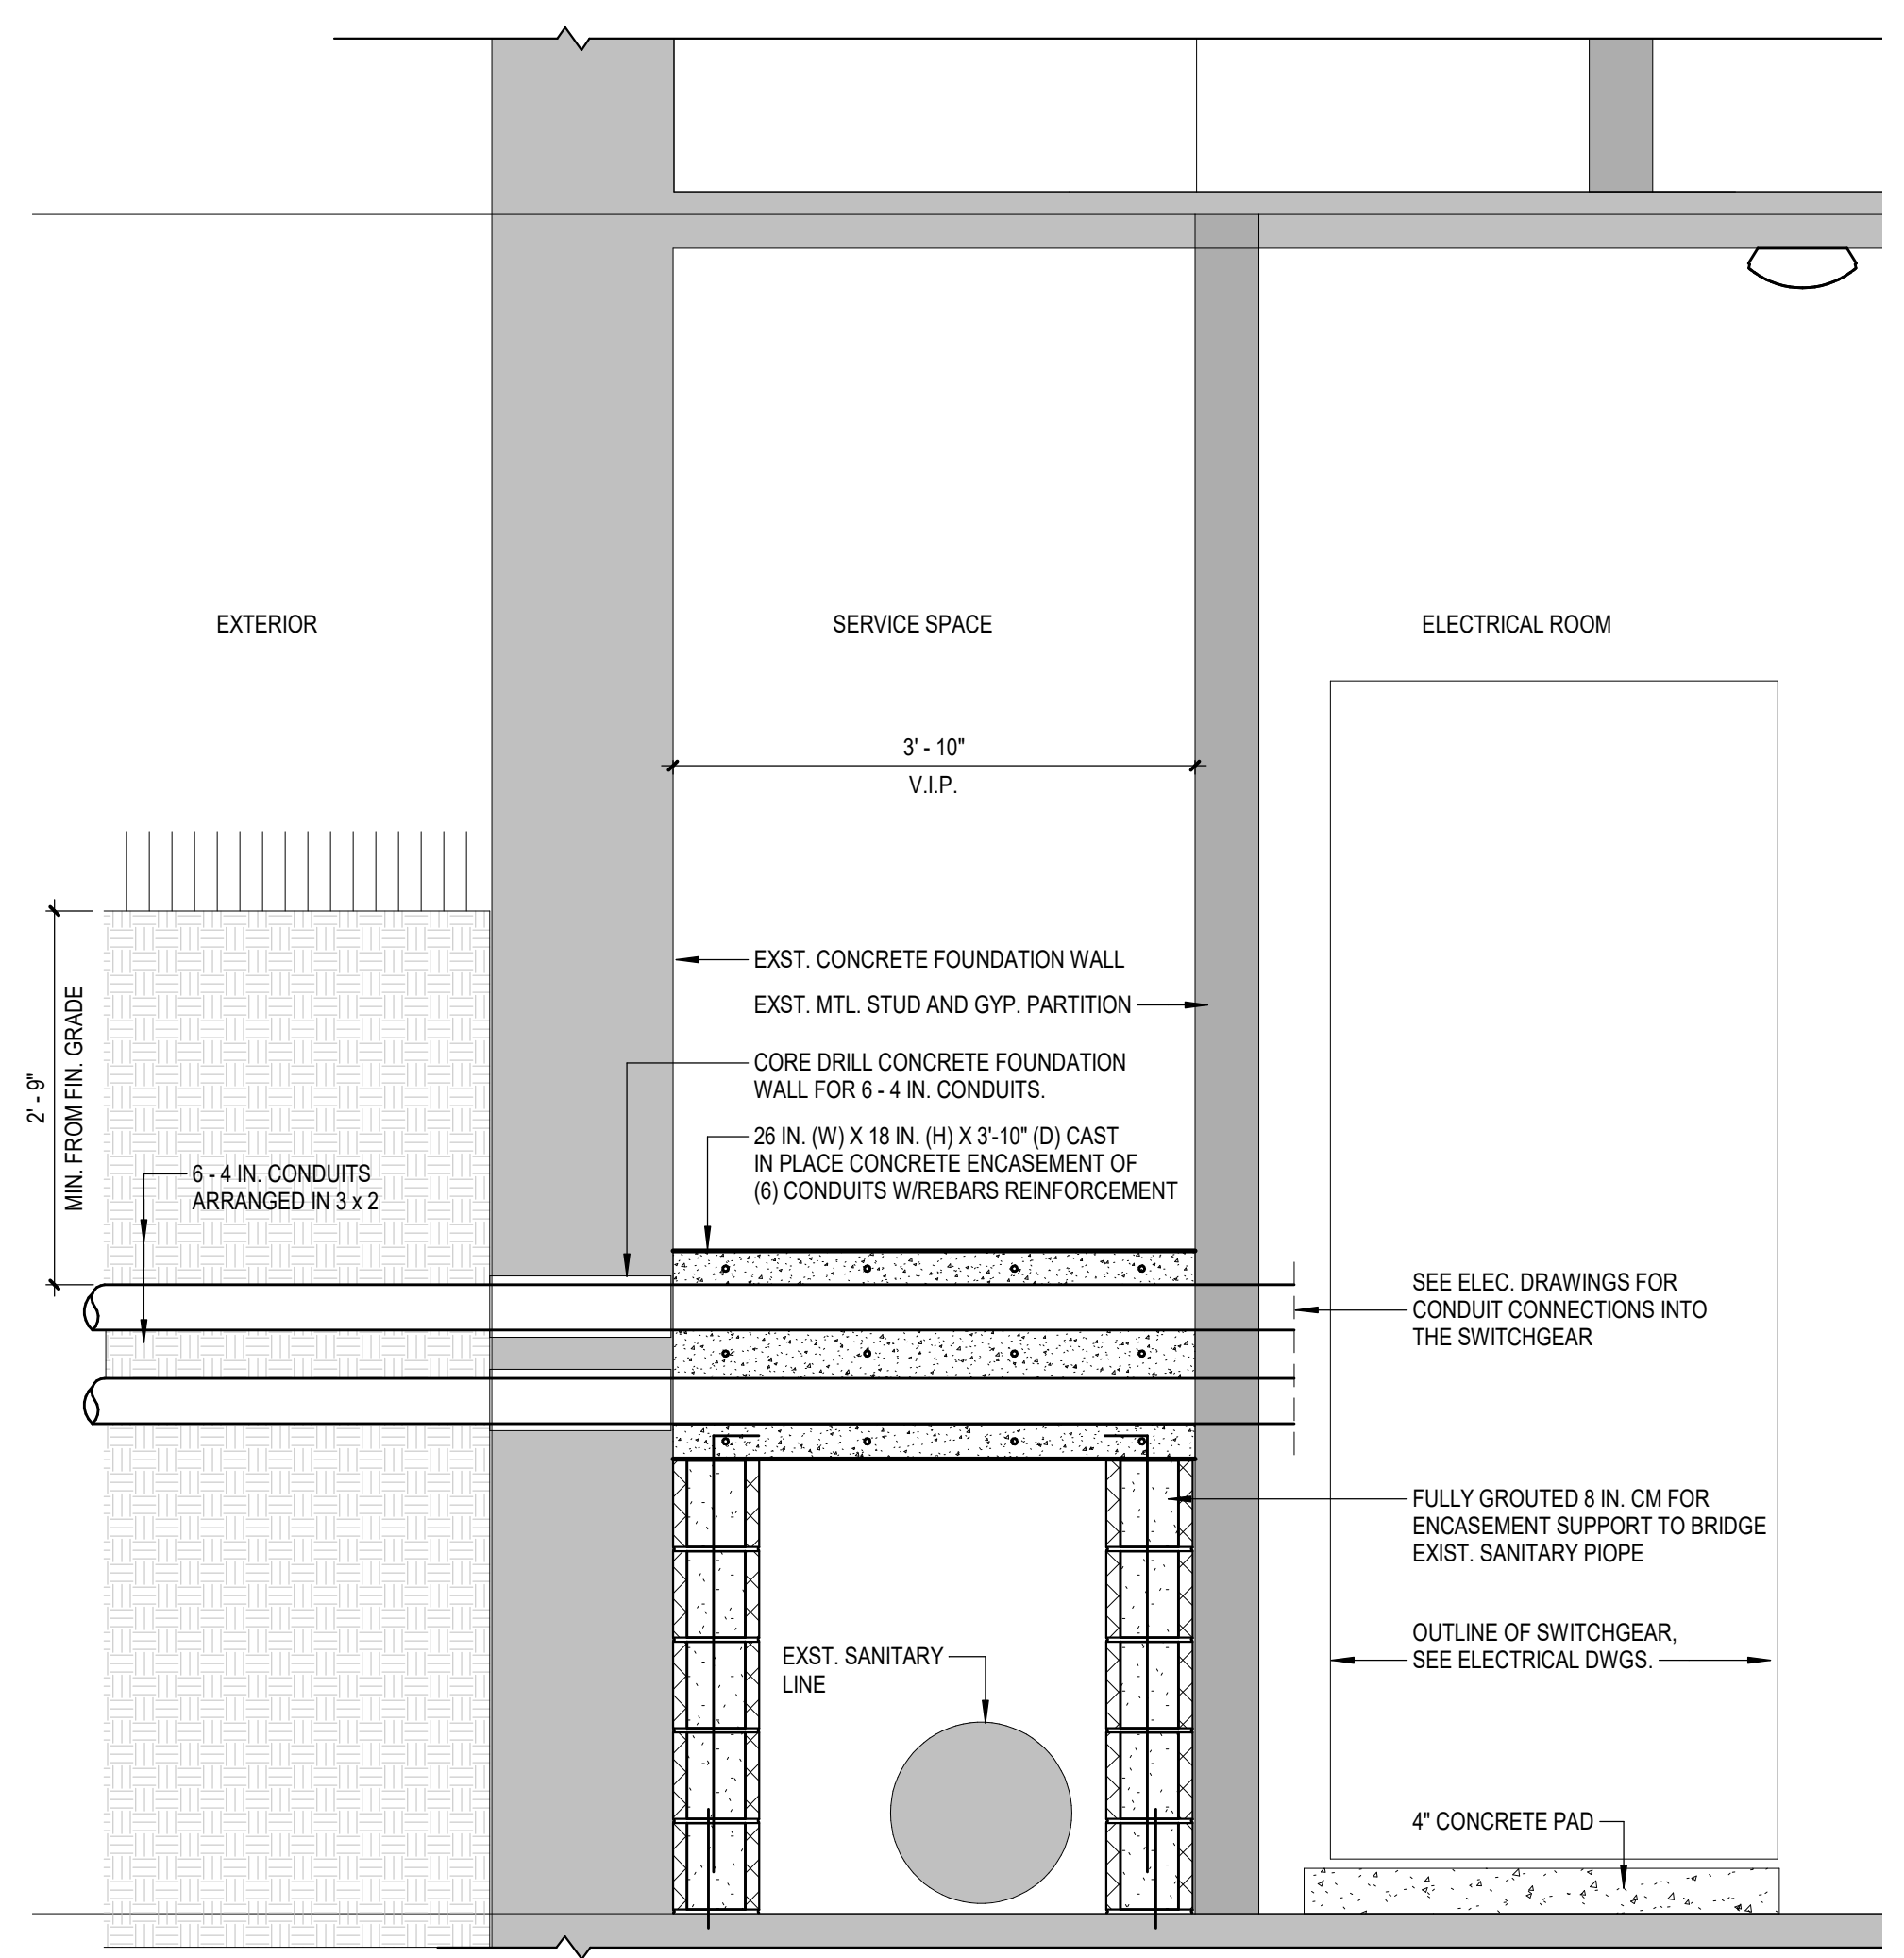 EXTERIOR
SERVICE SPACE
ELECTRICAL ROOM
3' - 10"
V.I.P.
2' - 9"
MIN. FROM FIN. GRADE
EXST. CONCRETE FOUNDATION WALL
EXST. MTL. STUD AND GYP. PARTITION
CORE DRILL CONCRETE FOUNDATION
WALL FOR 6 - 4 IN. CONDUITS.
26 IN. (W) X 18 IN. (H) X 3'-10" (D) CAST
IN PLACE CONCRETE ENCASEMENT OF
(6) CONDUITS W/REBARS REINFORCEMENT
6 - 4 IN. CONDUITS
ARRANGED IN 3 x 2
SEE ELEC. DRAWINGS FOR
CONDUIT CONNECTIONS INTO
THE SWITCHGEAR
FULLY GROUTED 8 IN. CM FOR
ENCASEMENT SUPPORT TO BRIDGE
EXIST. SANITARY PIOPE
OUTLINE OF SWITCHGEAR,
SEE ELECTRICAL DWGS.
EXST. SANITARY
LINE
4" CONCRETE PAD